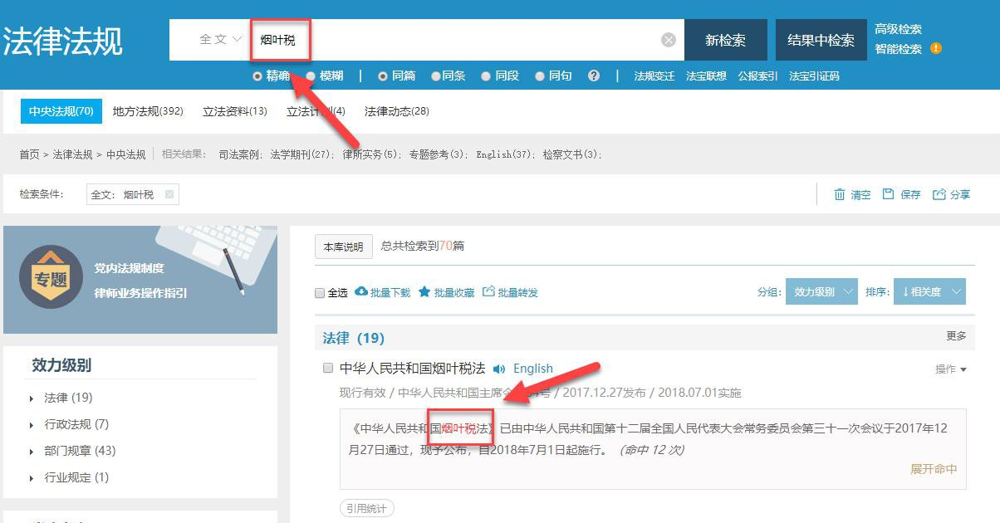 法律法规
全文
烟叶税
新检索
结果中检索
高级检索
智能检索
精确 模糊 | 同篇 同条 同段 同句 ? | 法规变迁 法宝联想 公报索引 法宝引证码
中央法规(70) 地方法规(392) 立法资料(13) 立法计划(4) 法律动态(28)
首页 > 法律法规 > 中央法规 | 相关结果： 司法案例; 法学期刊(27); 律所实务(5); 专题参考(3); English(37); 检察文书(3);
检索条件： 全文： 烟叶税 清空 保存 分享
专题
党内法规制度
律师业务操作指引
效力级别
法律 (19)
行政法规 (7)
部门规章 (43)
行业规定 (1)
本库说明 总共检索到70篇
全选 批量下载 批量收藏 批量转发 分组: 效力级别 排序: ↓相关度
法律（19） 更多
中华人民共和国烟叶税法 English 操作
现行有效 / 中华人民共和国主席令 号 / 2017.12.27发布 / 2018.07.01实施
《中华人民共和国烟叶税法》已由中华人民共和国第十二届全国人民代表大会常务委员会第三十一次会议于2017年12
月27日通过，现予公布，自2018年7月1日起施行。（命中 12 次）
展开命中
引用统计